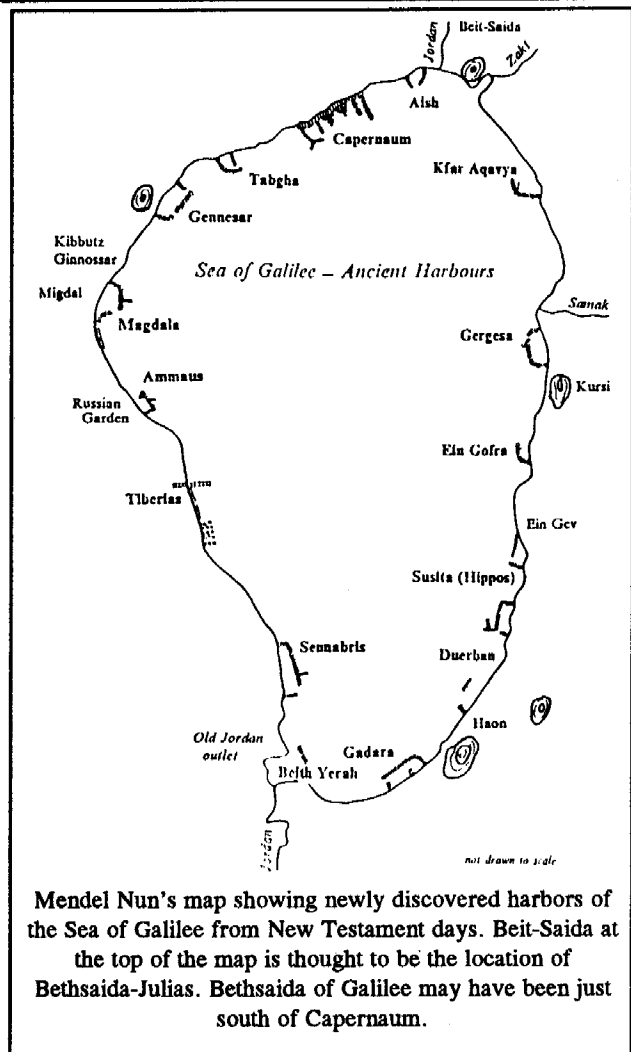 Jordan
Beit-Saida
Zaki
Aish
Capernaum
Kfar Aqavya
Tabgha
Gennesar
Kibbutz
Ginnossar
Sea of Galilee – Ancient Harbours
Migdal
Samak
Magdala
Gergesa
Ammaus
Kursi
Russian
Garden
Ein Gofra
Tiberias
Ein Gev
Susita (Hippos)
Sennabris
Duerban
Haon
Old Jordan
outlet
Gadara
Beith Yerah
Jordan
not drawn to scale
Mendel Nun's map showing newly discovered harbors of
the Sea of Galilee from New Testament days. Beit-Saida at
the top of the map is thought to be the location of
Bethsaida-Julias. Bethsaida of Galilee may have been just
south of Capernaum.